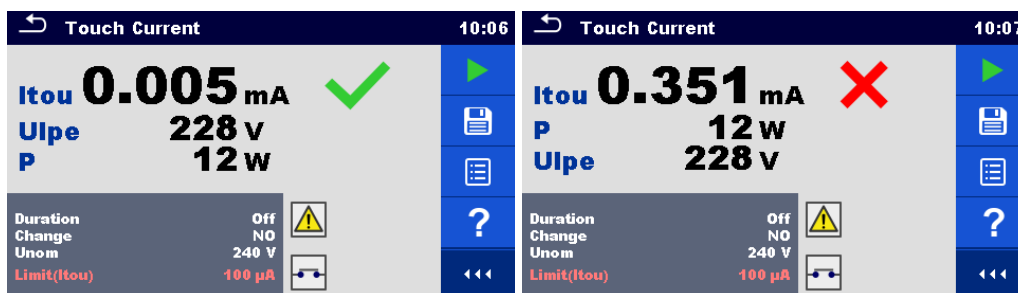 Touch Current 10:06
Itou 0.005 mA
Ulpe 228 V
P 12 W
Duration Off
Change NO
Unom 240 V
Limit(Itou) 100 µA
?
Touch Current 10:07
Itou 0.351 mA
P 12 W
Ulpe 228 V
Duration Off
Change NO
Unom 240 V
Limit(Itou) 100 µA
?